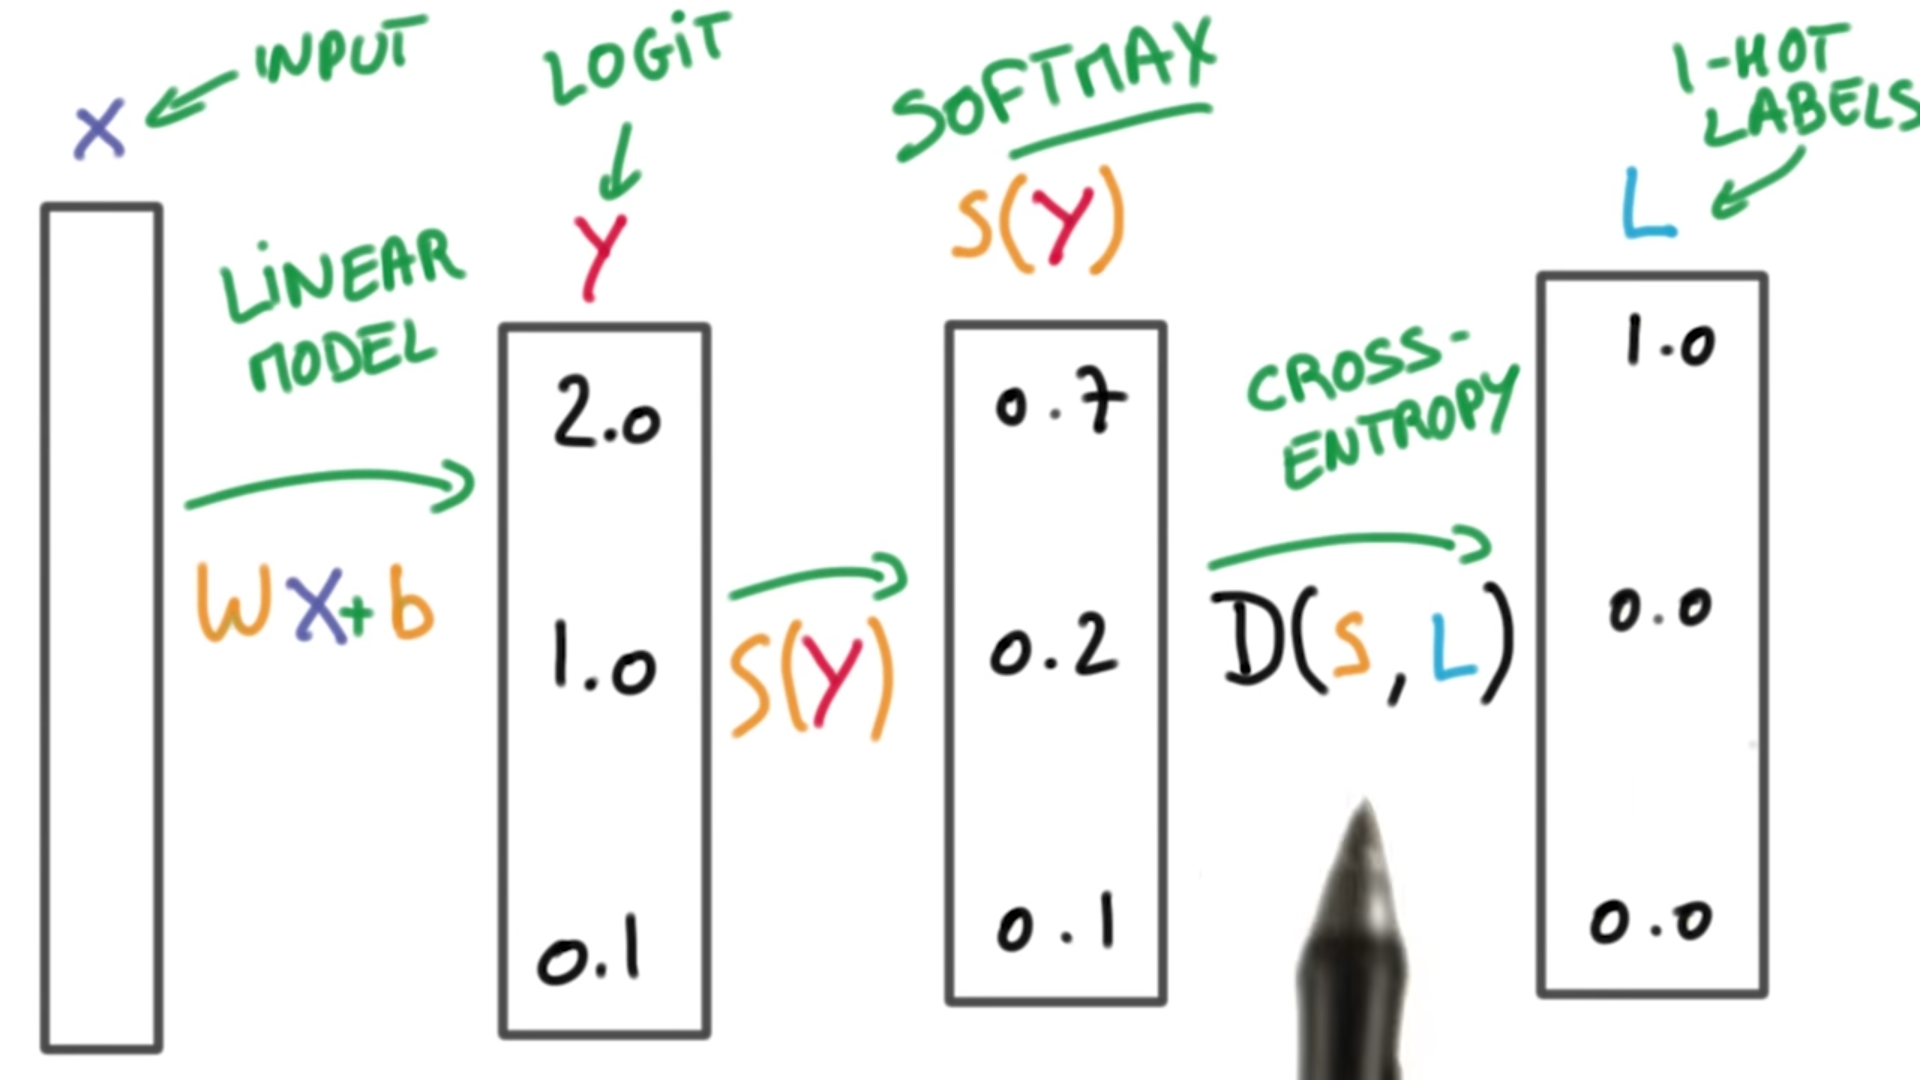 INPUT
X
LINEAR
MODEL
WX+b
LOGIT
Y
2.0
1.0
0.1
S(Y)
SOFTMAX
S(Y)
0.7
0.2
0.1
CROSS-
ENTROPY
D(S,L)
1-HOT
LABELS
L
1.0
0.0
0.0